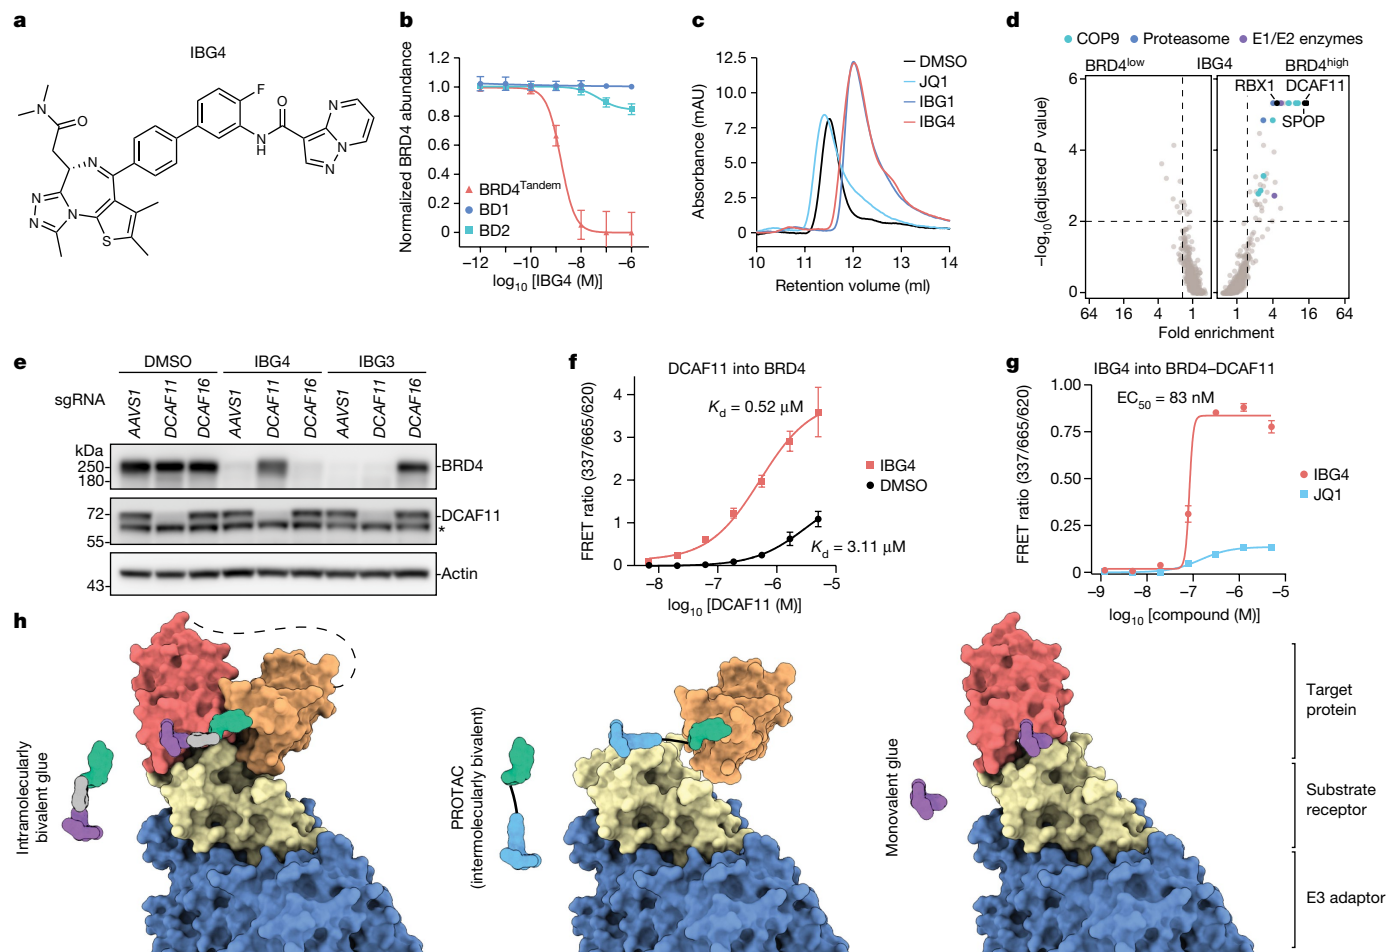 a
IBG4
N
N
O
N
N
N
N
S
F
O
N
H
N
N
N
b
Normalized BRD4 abundance
1.2
1.0
0.8
0.6
0.4
0.2
0
BRD4Tandem
BD1
BD2
–12 –10 –8 –6
log10 [IBG4 (M)]
c
Absorbance (mAU)
12.5
7.2
5.0
2.5
0
DMSO
JQ1
IBG1
IBG4
10 11 12 13 14
Retention volume (ml)
d
COP9 Proteasome E1/E2 enzymes
BRD4low IBG4 BRD4high
–log10(adjusted P value)
6
4
2
0
RBX1 DCAF11
SPOP
64 16 4 1 1 4 16 64
Fold enrichment
e
DMSO IBG4 IBG3
sgRNA
AAVS1 DCAF11 DCAF16 AAVS1 DCAF11 DCAF16 AAVS1 DCAF11 DCAF16
kDa
250
180
BRD4
72
55
DCAF11
*
43
Actin
f
DCAF11 into BRD4
FRET ratio (337/665/620)
4
3
2
1
0
Kd = 0.52 μM
IBG4
DMSO
Kd = 3.11 μM
–8 –7 –6 –5
log10 [DCAF11 (M)]
g
IBG4 into BRD4–DCAF11
FRET ratio (337/665/620)
1.00
0.75
0.50
0.25
0
EC50 = 83 nM
IBG4
JQ1
–9 –8 –7 –6 –5
log10 [compound (M)]
h
Intramolecularly
bivalent glue
PROTAC
(intermolecularly bivalent)
Monovalent glue
Target
protein
Substrate
receptor
E3 adaptor